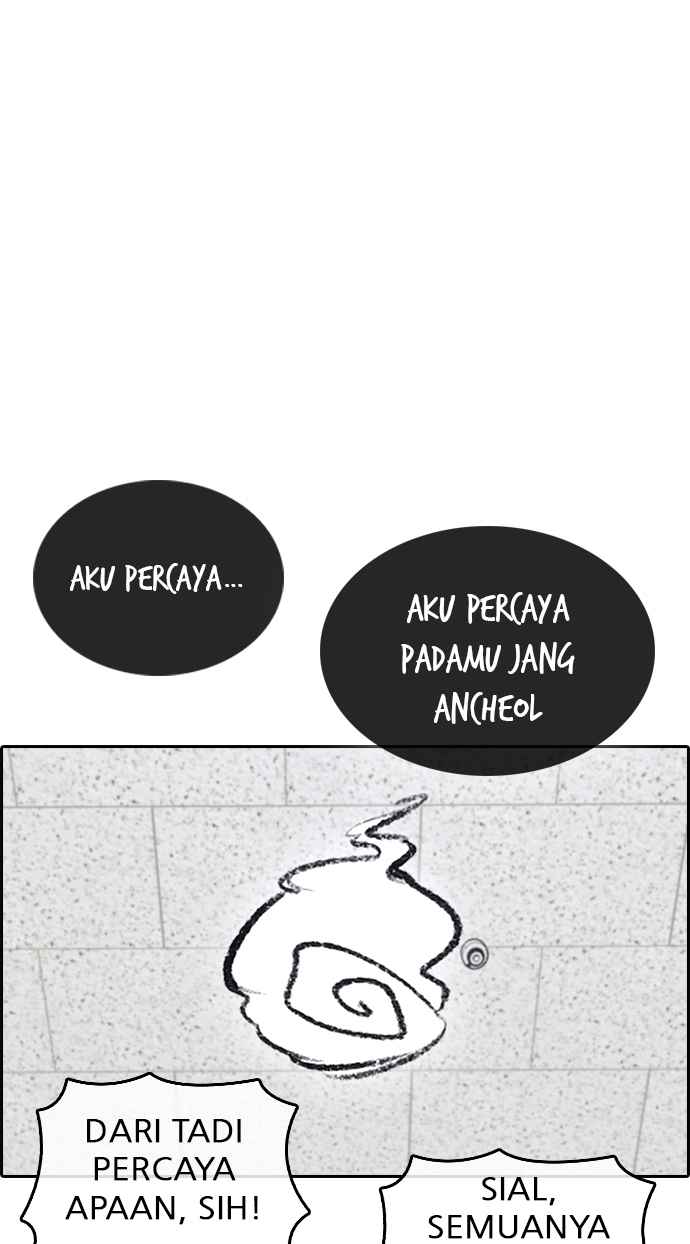 AKU PERCAYA...
AKU PERCAYA
PADAMU JANG
ANCHEOL
DARI TADI
PERCAYA
APAAN, SIH!
SIAL,
SEMUANYA